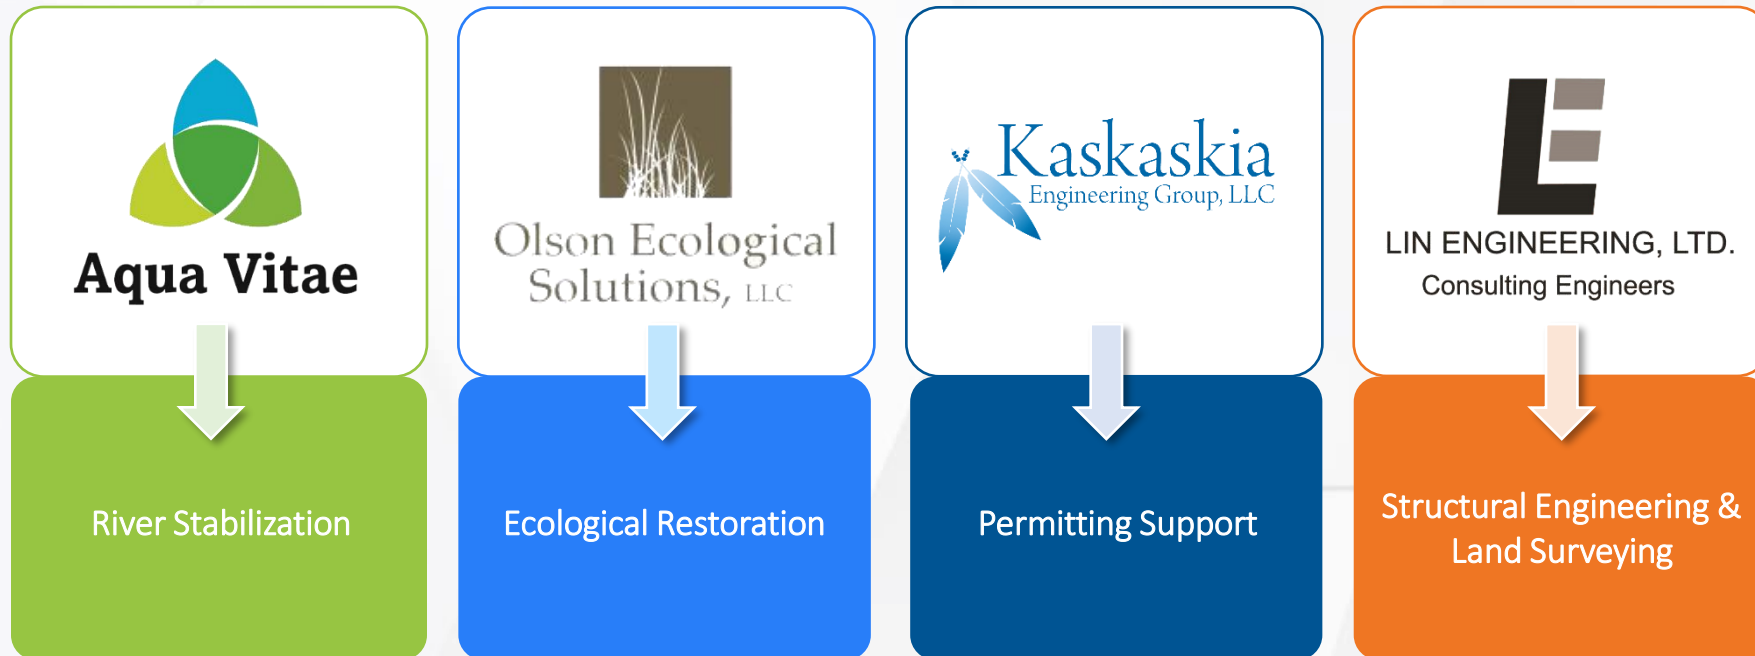 Aqua Vitae
River Stabilization
Olson Ecological
Solutions, LLC
Ecological Restoration
Kaskaskia
Engineering Group, LLC
Permitting Support
LE
LIN ENGINEERING, LTD.
Consulting Engineers
Structural Engineering &
Land Surveying